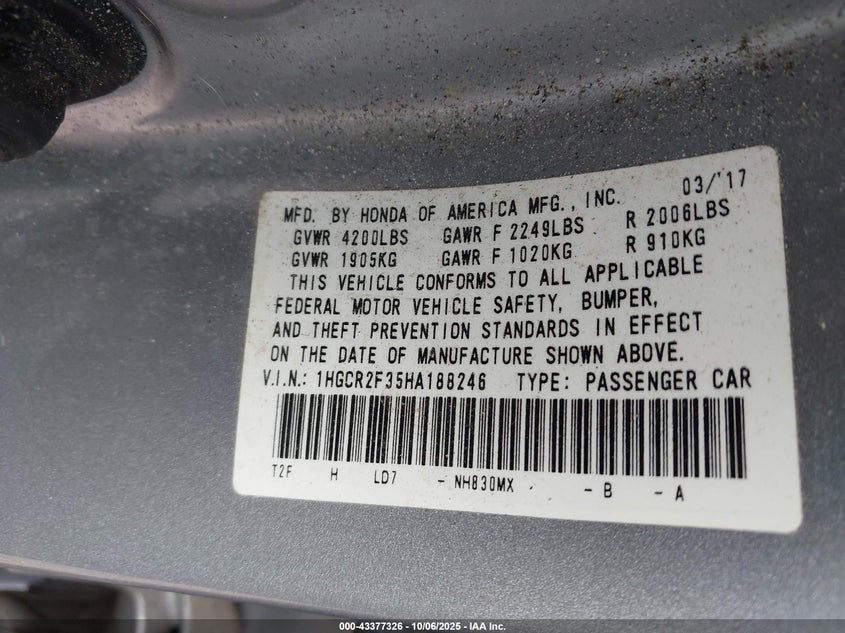 MFD. BY HONDA OF AMERICA MFG., INC. 03/'17
GVWR 4200LBS GAWR F 2249LBS R 2006LBS
GVWR 1905KG GAWR F 1020KG R 910KG
THIS VEHICLE CONFORMS TO ALL APPLICABLE
FEDERAL MOTOR VEHICLE SAFETY, BUMPER,
AND THEFT PREVENTION STANDARDS IN EFFECT
ON THE DATE OF MANUFACTURE SHOWN ABOVE.
V.I.N.: 1HGCR2F35HA188246 TYPE: PASSENGER CAR
T2F H LD7 - NH830MX - - B - A
000-43377326 - 10/06/2025 - IAA Inc.